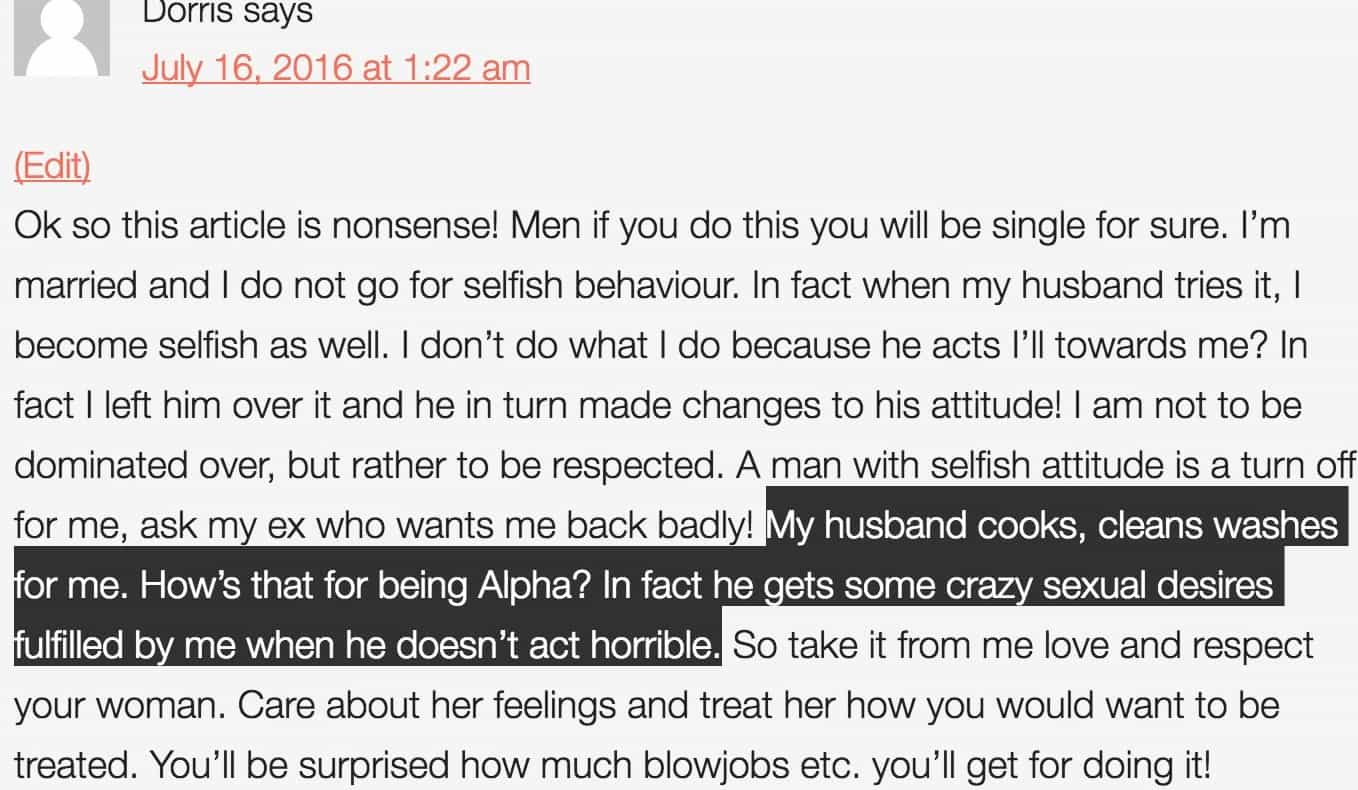 Dorris says
July 16, 2016 at 1:22 am
(Edit)
Ok so this article is nonsense! Men if you do this you will be single for sure. I’m
married and I do not go for selfish behaviour. In fact when my husband tries it, I
become selfish as well. I don’t do what I do because he acts I’ll towards me? In
fact I left him over it and he in turn made changes to his attitude! I am not to be
dominated over, but rather to be respected. A man with selfish attitude is a turn off
for me, ask my ex who wants me back badly! My husband cooks, cleans washes
for me. How’s that for being Alpha? In fact he gets some crazy sexual desires
fulfilled by me when he doesn’t act horrible. So take it from me love and respect
your woman. Care about her feelings and treat her how you would want to be
treated. You’ll be surprised how much blowjobs etc. you’ll get for doing it!